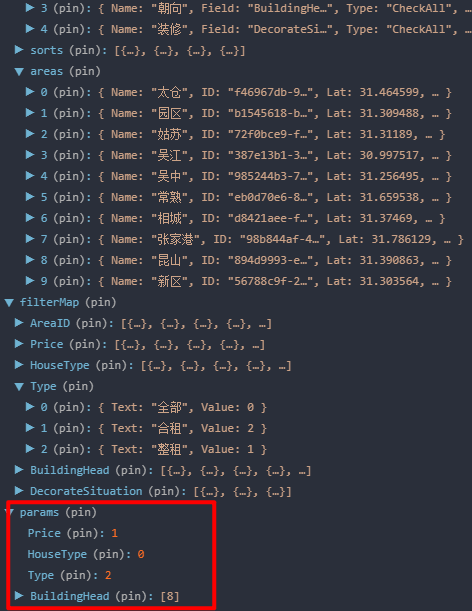 ▶ 3 (pin): { Name: "朝向", Field: "BuildingHe…", Type: "CheckAll", …
▶ 4 (pin): { Name: "装修", Field: "DecorateSi…", Type: "CheckAll", …
▶ sorts (pin): [{…}, {…}, {…}, {…}]
▼ areas (pin)
▶ 0 (pin): { Name: "太仓", ID: "f46967db-9…", Lat: 31.464599, … }
▶ 1 (pin): { Name: "园区", ID: "b1545618-b…", Lat: 31.309488, … }
▶ 2 (pin): { Name: "姑苏", ID: "72f0bce9-f…", Lat: 31.31189, … }
▶ 3 (pin): { Name: "吴江", ID: "387e13b1-3…", Lat: 30.997517, … }
▶ 4 (pin): { Name: "吴中", ID: "985244b3-7…", Lat: 31.256495, … }
▶ 5 (pin): { Name: "常熟", ID: "eb0d70e6-8…", Lat: 31.659538, … }
▶ 6 (pin): { Name: "相城", ID: "d8421aee-f…", Lat: 31.37469, … }
▶ 7 (pin): { Name: "张家港", ID: "98b844af-4…", Lat: 31.786129, … }
▶ 8 (pin): { Name: "昆山", ID: "894d9993-e…", Lat: 31.390863, … }
▶ 9 (pin): { Name: "新区", ID: "56788c9f-2…", Lat: 31.303564, … }
▼ filterMap (pin)
▶ AreaID (pin): [{…}, {…}, {…}, {…}, …]
▶ Price (pin): [{…}, {…}, {…}, {…}, …]
▶ HouseType (pin): [{…}, {…}, {…}, {…}, …]
▼ Type (pin)
▶ 0 (pin): { Text: "全部", Value: 0 }
▶ 1 (pin): { Text: "合租", Value: 2 }
▶ 2 (pin): { Text: "整租", Value: 1 }
▶ BuildingHead (pin): [{…}, {…}, {…}, {…}, …]
▶ DecorateSituation (pin): [{…}, {…}, {…}]
▼ params (pin)
Price (pin): 1
HouseType (pin): 0
Type (pin): 2
▶ BuildingHead (pin): [8]